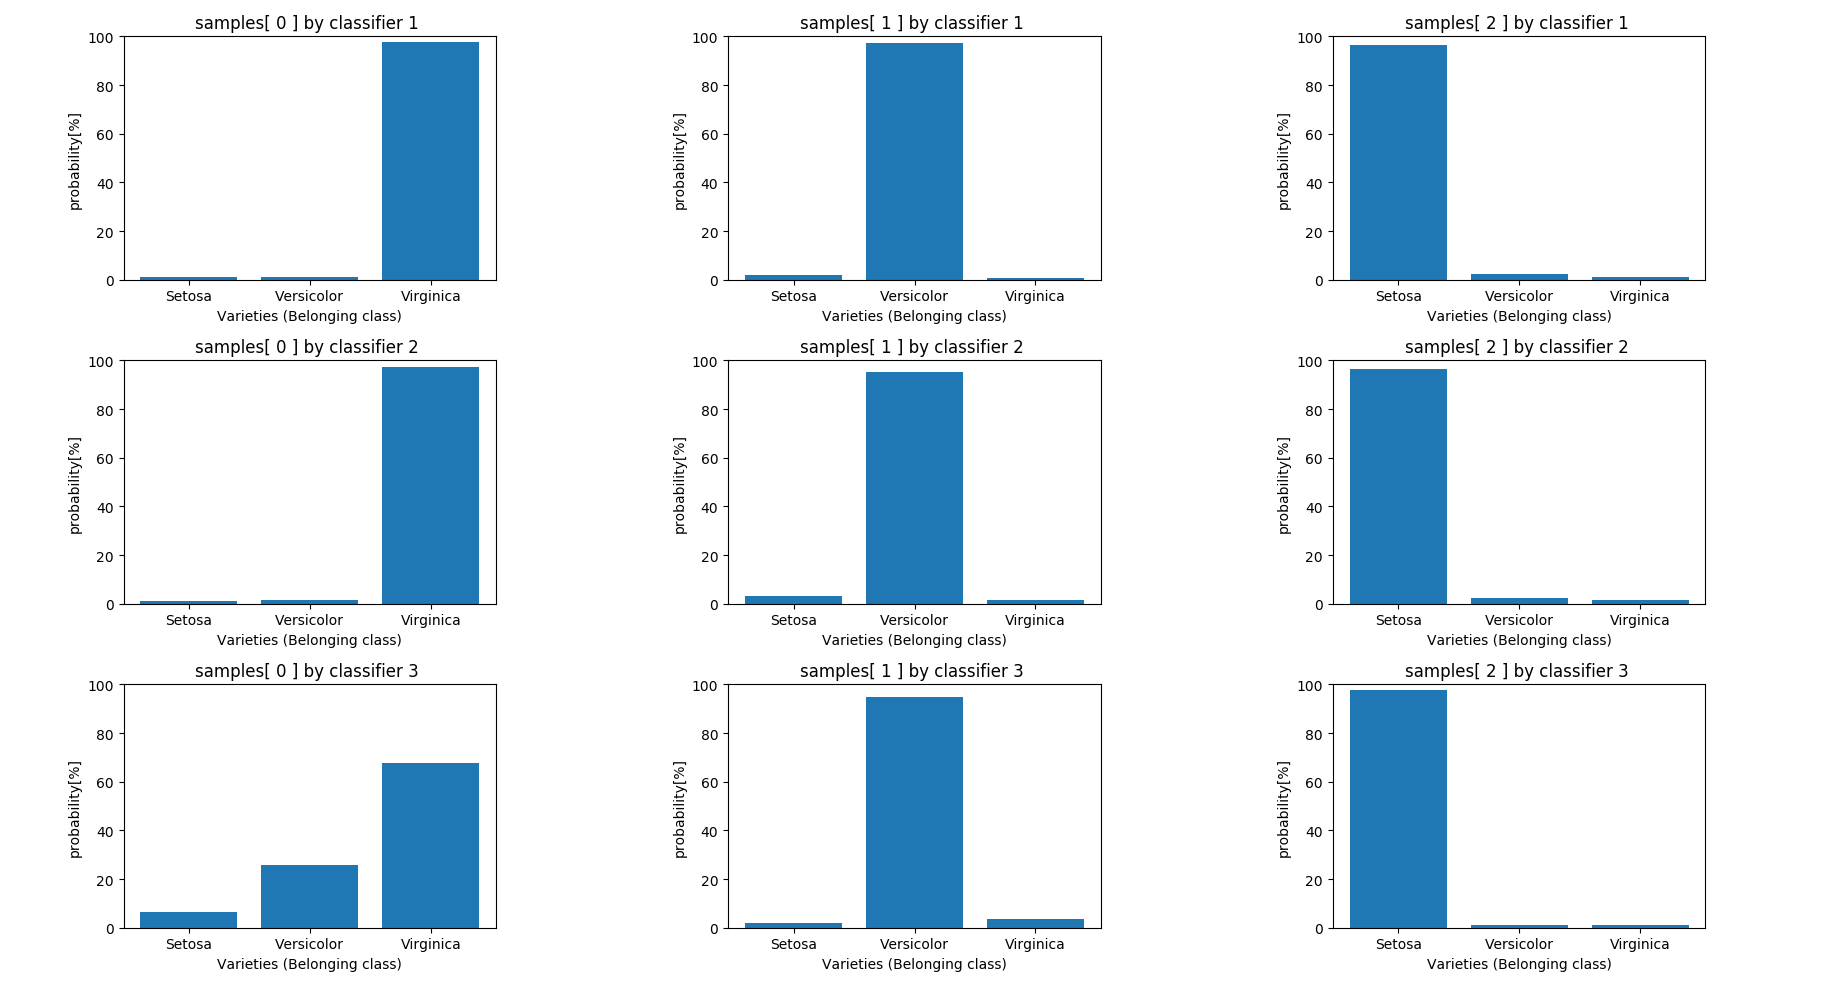 samples[ 0 ] by classifier 1
100
80
60
40
20
0
probability[%]
Setosa Versicolor Virginica
Varieties (Belonging class)
samples[ 1 ] by classifier 1
100
80
60
40
20
0
probability[%]
Setosa Versicolor Virginica
Varieties (Belonging class)
samples[ 2 ] by classifier 1
100
80
60
40
20
0
probability[%]
Setosa Versicolor Virginica
Varieties (Belonging class)
samples[ 0 ] by classifier 2
100
80
60
40
20
0
probability[%]
Setosa Versicolor Virginica
Varieties (Belonging class)
samples[ 1 ] by classifier 2
100
80
60
40
20
0
probability[%]
Setosa Versicolor Virginica
Varieties (Belonging class)
samples[ 2 ] by classifier 2
100
80
60
40
20
0
probability[%]
Setosa Versicolor Virginica
Varieties (Belonging class)
samples[ 0 ] by classifier 3
100
80
60
40
20
0
probability[%]
Setosa Versicolor Virginica
Varieties (Belonging class)
samples[ 1 ] by classifier 3
100
80
60
40
20
0
probability[%]
Setosa Versicolor Virginica
Varieties (Belonging class)
samples[ 2 ] by classifier 3
100
80
60
40
20
0
probability[%]
Setosa Versicolor Virginica
Varieties (Belonging class)